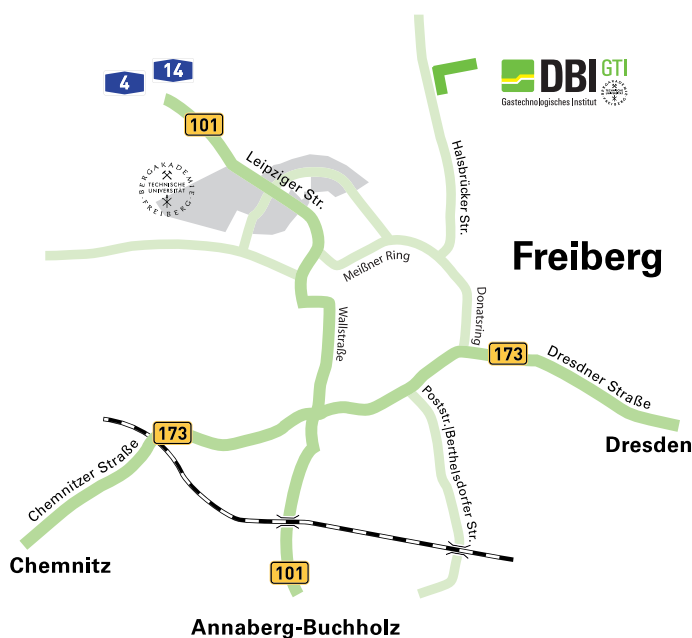 4
14
101
DBI GTI
Gastechnologisches Institut
BERGAKADEMIE FREIBERG
TECHNISCHE
UNIVERSITÄT
Leipziger Str.
Halsbrücker Str.
Freiberg
Meißner Ring
Donatsring
Wallstraße
173
Dresdner Straße
Dresden
Poststr./Berthelsdorfer Str.
173
Chemnitzer Straße
Chemnitz
101
Annaberg-Buchholz